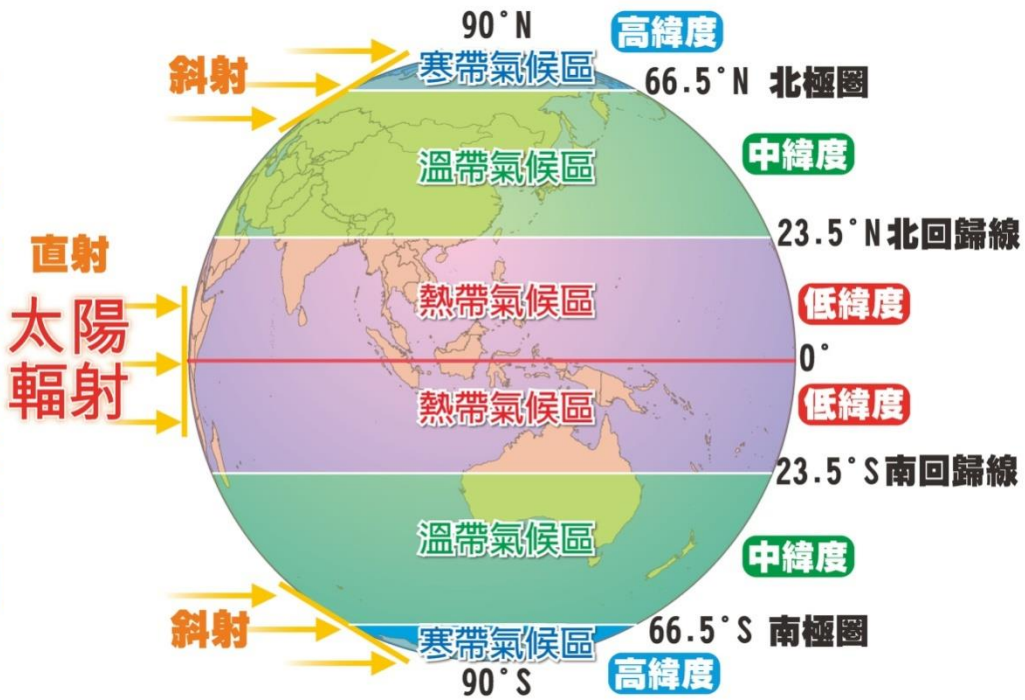 90°N
高緯度
斜射
寒帶氣候區
66.5°N 北極圈
溫帶氣候區
中緯度
23.5°N北回歸線
直射
太陽
輻射
熱帶氣候區
低緯度
0°
熱帶氣候區
低緯度
23.5°S南回歸線
溫帶氣候區
中緯度
斜射
寒帶氣候區
66.5°S 南極圈
90°S
高緯度